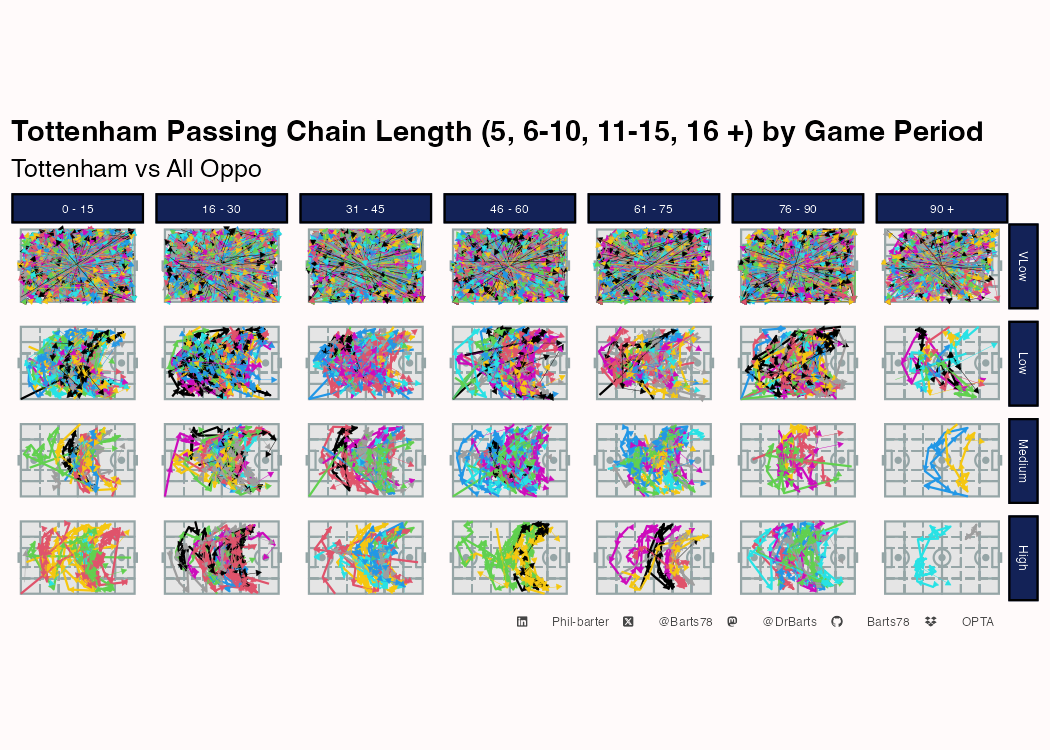 Tottenham Passing Chain Length (5, 6-10, 11-15, 16 +) by Game Period
Tottenham vs All Oppo
0 - 15 16 - 30 31 - 45 46 - 60 61 - 75 76 - 90 90 +
VLow
Low
Medium
High
Phil-barter @Barts78 @DrBarts Barts78 OPTA